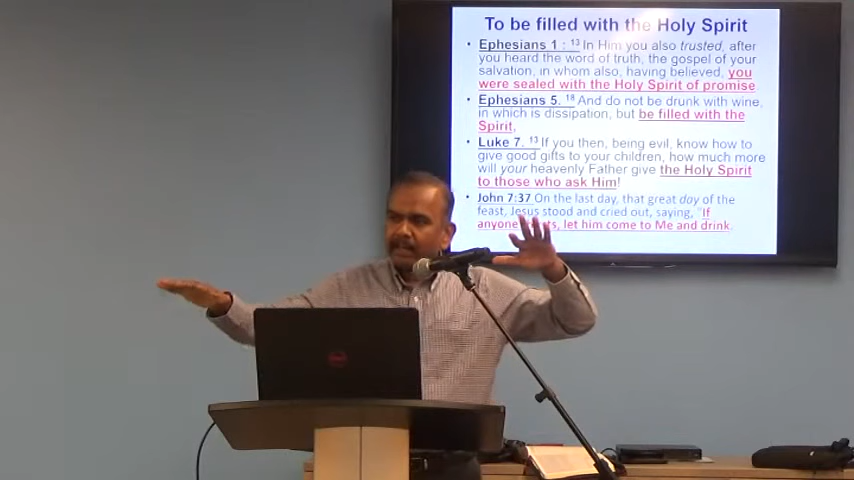 To be filled with the Holy Spirit
• Ephesians 1 : 13 In Him you also trusted, after
you heard the word of truth, the gospel of your
salvation; in whom also, having believed, you
were sealed with the Holy Spirit of promise
• Ephesians 5. 18 And do not be drunk with wine,
in which is dissipation; but be filled with the
Spirit,
• Luke 7. 13 If you then, being evil, know how to
give good gifts to your children, how much more
will your heavenly Father give the Holy Spirit
to those who ask Him!
• John 7:37 On the last day, that great day of the
feast, Jesus stood and cried out, saying, "If
anyone let him come to Me and drink.
DELL